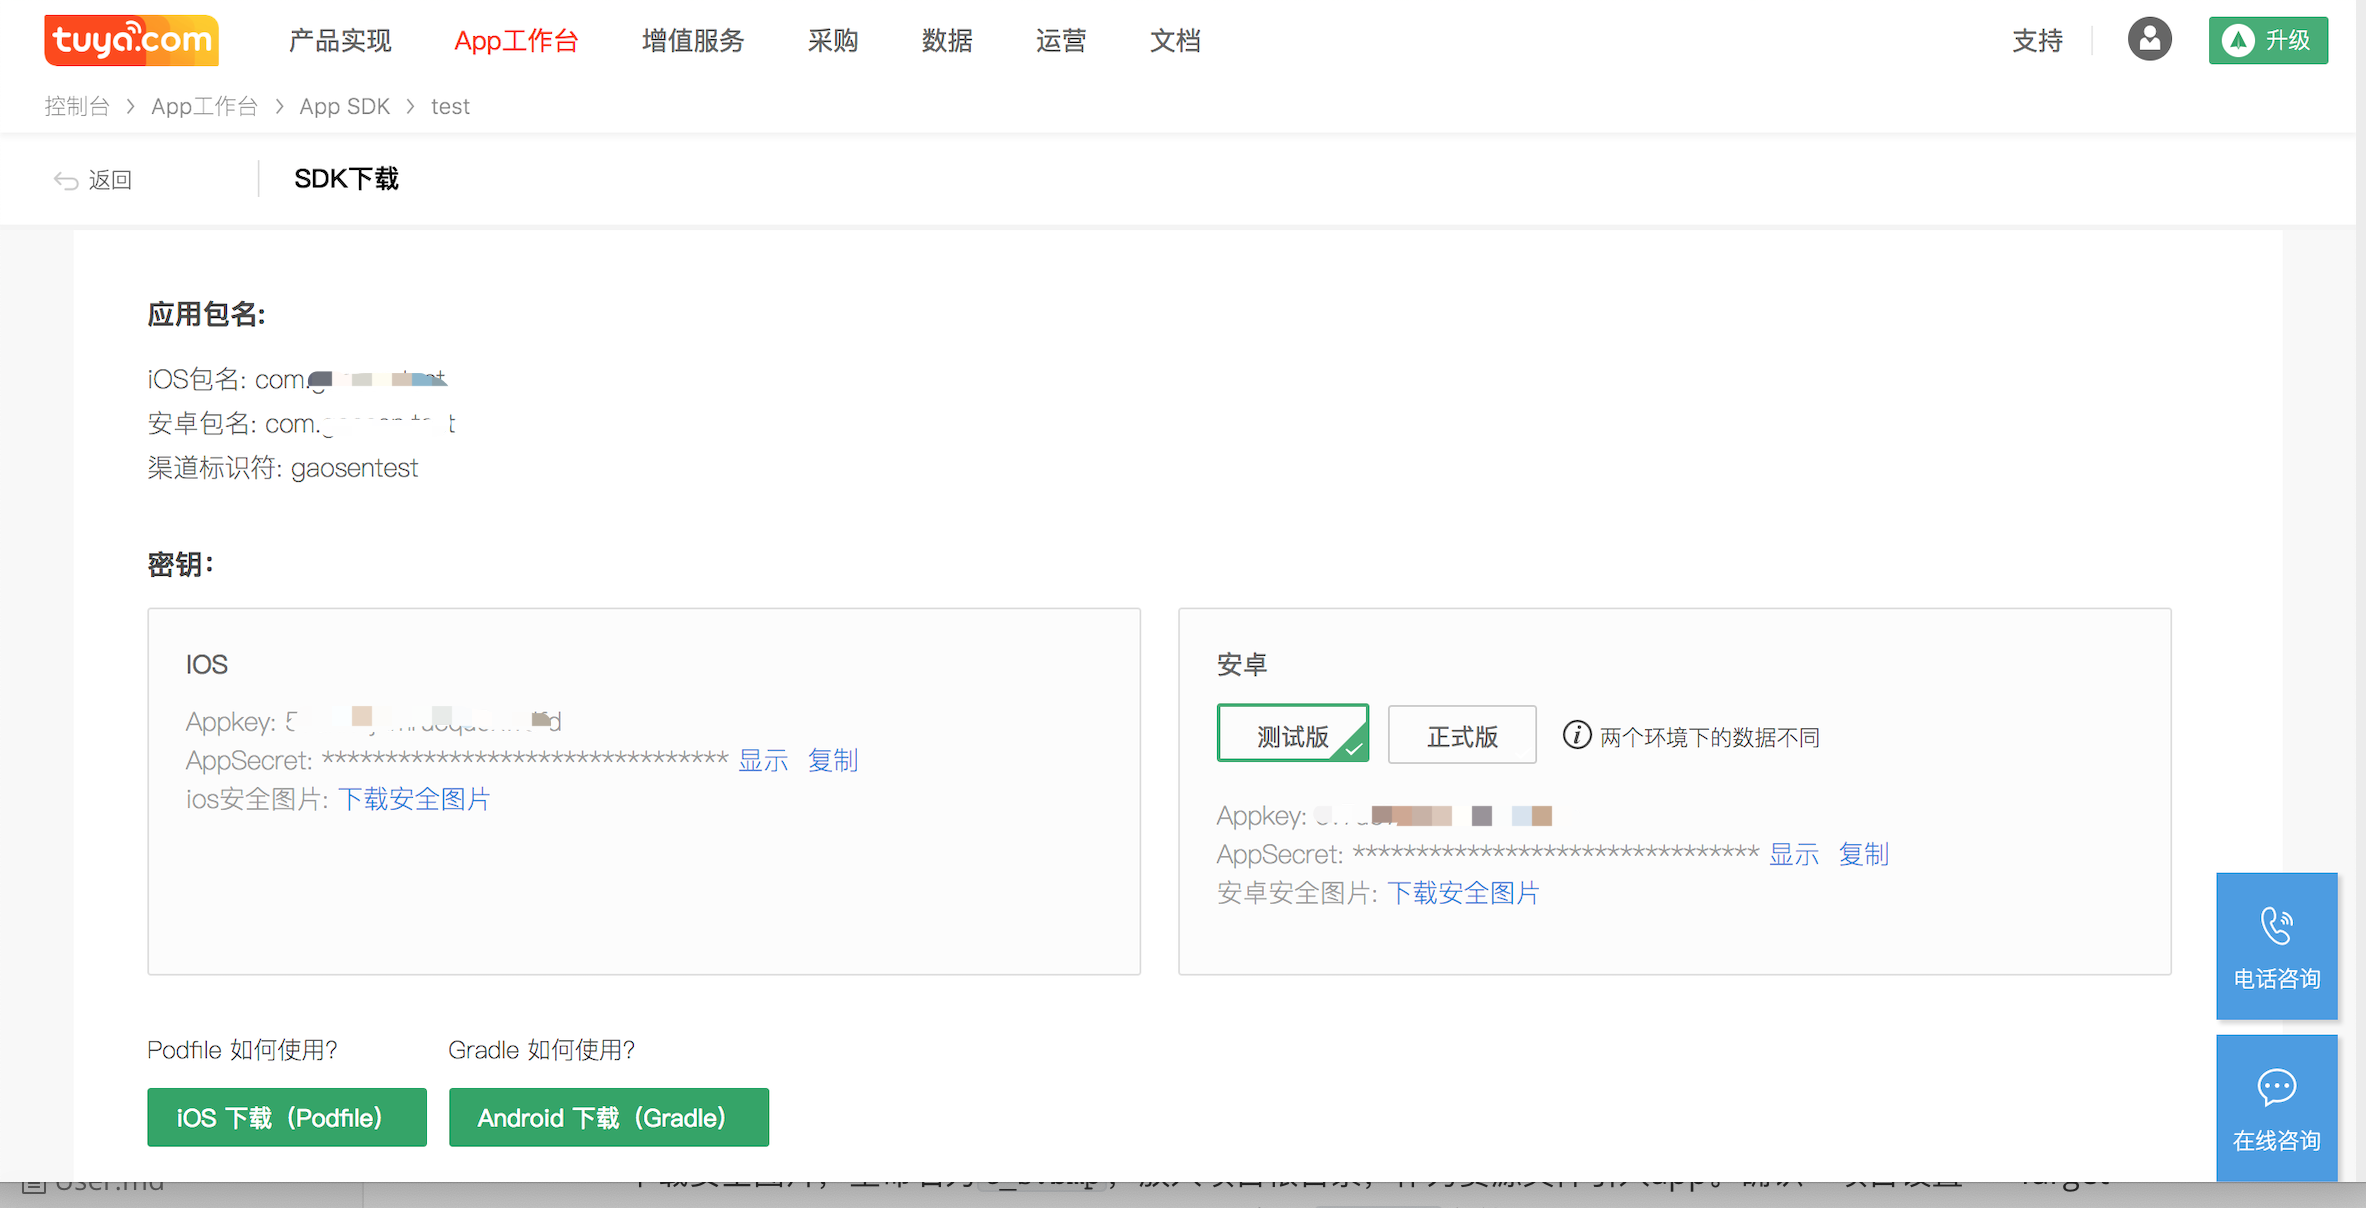 tuya.com
产品实现 App工作台 增值服务 采购 数据 运营 文档 支持 升级
控制台 > App工作台 > App SDK > test
返回 SDK下载
应用包名:
iOS包名: com.
安卓包名: com.
渠道标识符: gaosentest
密钥：
IOS
Appkey:
AppSecret: ******************************** 显示 复制
ios安全图片: 下载安全图片
安卓
测试版 正式版 两个环境下的数据不同
Appkey:
AppSecret: ******************************** 显示 复制
安卓安全图片: 下载安全图片
电话咨询
Podfile 如何使用? Gradle 如何使用?
iOS 下载（Podfile） Android 下载（Gradle）
在线咨询